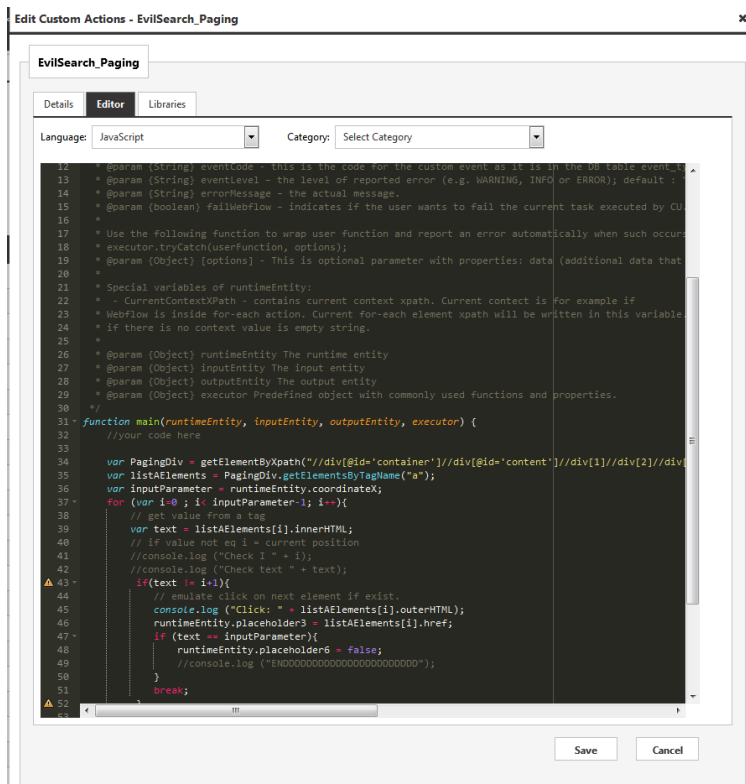 Edit Custom Actions - EvilSearch_Paging
EvilSearch_Paging
Details Editor Libraries
Language: JavaScript Category: Select Category
12 * @param {String} eventCode - this is the code for the custom event as it is in the DB table event_t
13 * @param {String} eventLevel - the level of reported error (e.g. WARNING, INFO or ERROR); default : "
14 * @param {String} errorMessage - the actual message.
15 * @param {boolean} failWebflow - indicates if the user wants to fail the current task executed by CU.
16 *
17 * Use the following function to wrap user function and report an error automatically when such occurs
18 * executor.tryCatch(userFunction, options);
19 * @param {Object} [options] - This is optional parameter with properties: data (additional data that
20 *
21 * Special variables of runtimeEntity:
22 * - CurrentContextXPath - contains current context xpath. Current contect is for example if
23 * Webflow is inside for-each action. Current for-each element xpath will be written in this variable.
24 * if there is no context value is empty string.
25 *
26 * @param {Object} runtimeEntity The runtime entity
27 * @param {Object} inputEntity The input entity
28 * @param {Object} outputEntity The output entity
29 * @param {Object} executor Predefined object with commonly used functions and properties.
30 */
31 function main(runtimeEntity, inputEntity, outputEntity, executor) {
32 //your code here
33
34 var PagingDiv = getElementByXpath("//div[@id='container']//div[@id='content']//div[1]//div[2]//div[
35 var listAElements = PagingDiv.getElementsByTagName("a");
36 var inputParameter = runtimeEntity.coordinateX;
37 for (var i=0 ; i< inputParameter-1; i++){
38 // get value from a tag
39 var text = listAElements[i].innerHTML;
40 // if value not eq i = current position
41 //console.log ("Check I " + i);
42 //console.log ("Check text " + text);
43 if(text != i+1){
44 // emulate click on next element if exist.
45 console.log ("Click: " + listAElements[i].outerHTML);
46 runtimeEntity.placeholder3 = listAElements[i].href;
47 if (text == inputParameter){
48 runtimeEntity.placeholder6 = false;
49 //console.log ("ENDDDDDDDDDDDDDDDDDDDDDDD");
50 }
51 break;
52 }
53
Save Cancel